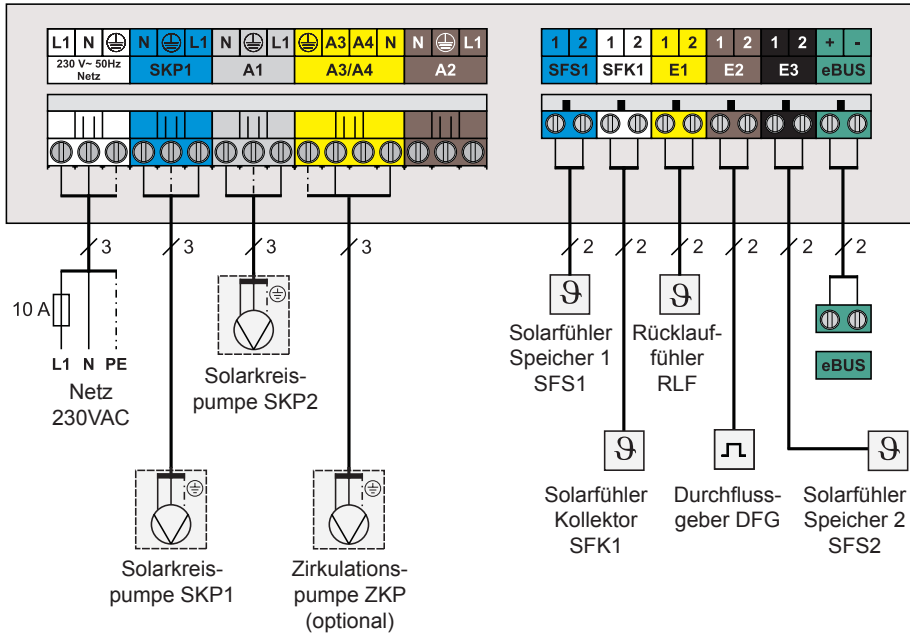 L1 N N L1 N L1 A3 A4 N N L1
230 V~ 50Hz
Netz
SKP1 A1 A3/A4 A2
1 2 1 2 1 2 1 2 1 2 + -
SFS1 SFK1 E1 E2 E3 eBUS
3 3 3 3 2 2 2 2 2 2
10 A
L1 N PE
Netz
230VAC
Solarkreis-
pumpe SKP2
Solarkreis-
pumpe SKP1
Zirkulations-
pumpe ZKP
(optional)
ϑ
Solarfühler
Speicher 1
SFS1
ϑ
Rücklauf-
fühler
RLF
eBUS
ϑ
Solarfühler
Kollektor
SFK1
Durchfluss-
geber DFG
ϑ
Solarfühler
Speicher 2
SFS2